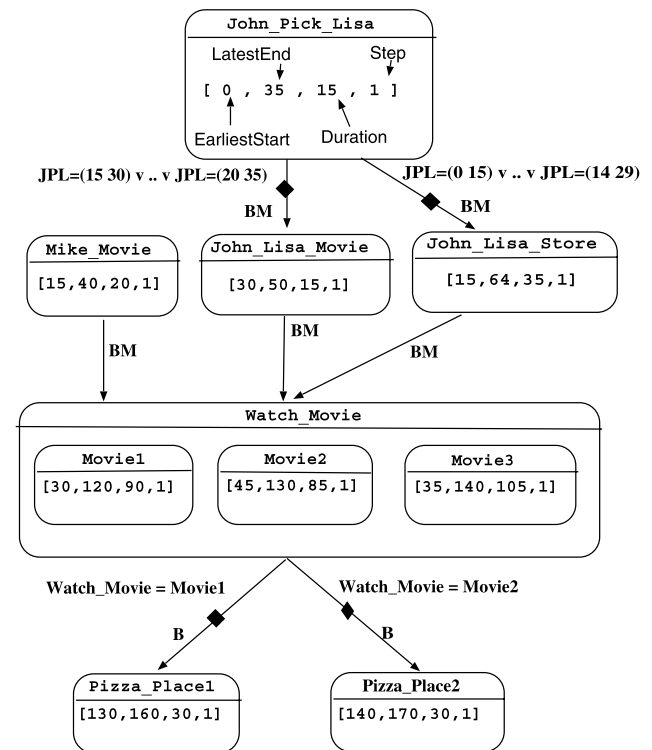 John_Pick_Lisa
LatestEnd
Step
[ 0 , 35 , 15 , 1 ]
EarliestStart
Duration
JPL=(15 30) v .. v JPL=(20 35)
JPL=(0 15) v .. v JPL=(14 29)
BM
BM
Mike_Movie
[15,40,20,1]
John_Lisa_Movie
[30,50,15,1]
John_Lisa_Store
[15,64,35,1]
BM
BM
BM
Watch_Movie
Movie1
[30,120,90,1]
Movie2
[45,130,85,1]
Movie3
[35,140,105,1]
Watch_Movie = Movie1
Watch_Movie = Movie2
B
B
Pizza_Place1
[130,160,30,1]
Pizza_Place2
[140,170,30,1]